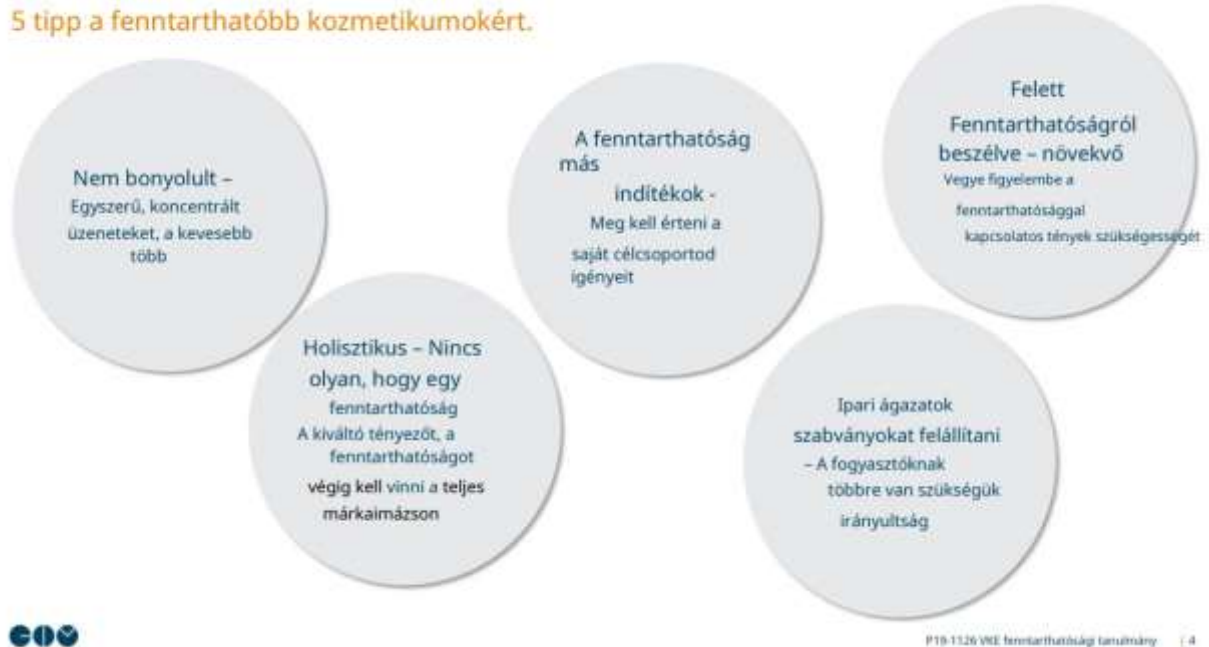 5 tipp a fenntarthatóbb kozmetikumokért.
Nem bonyolult –
Egyszerű, koncentrált
üzeneteket, a kevesebb
több
Holisztikus – Nincs
olyan, hogy egy
fenntarthatóság
A kiváltó tényezőt, a
fenntarthatóságot
végig kell vinni a teljes
márkaimázson
A fenntarthatóság
más
indítékok -
Meg kell érteni a
saját célcsoportod
igényeit
Ipari ágazatok
szabványokat felállítani
– A fogyasztóknak
többre van szükségük
irányultság
Felett
Fenntarthatóságról
beszélve – növekvő
Vegye figyelembe a
fenntarthatósággal
kapcsolatos tények szükségességét
P19-1126 VKE fenntarthatósági tanulmány | 4